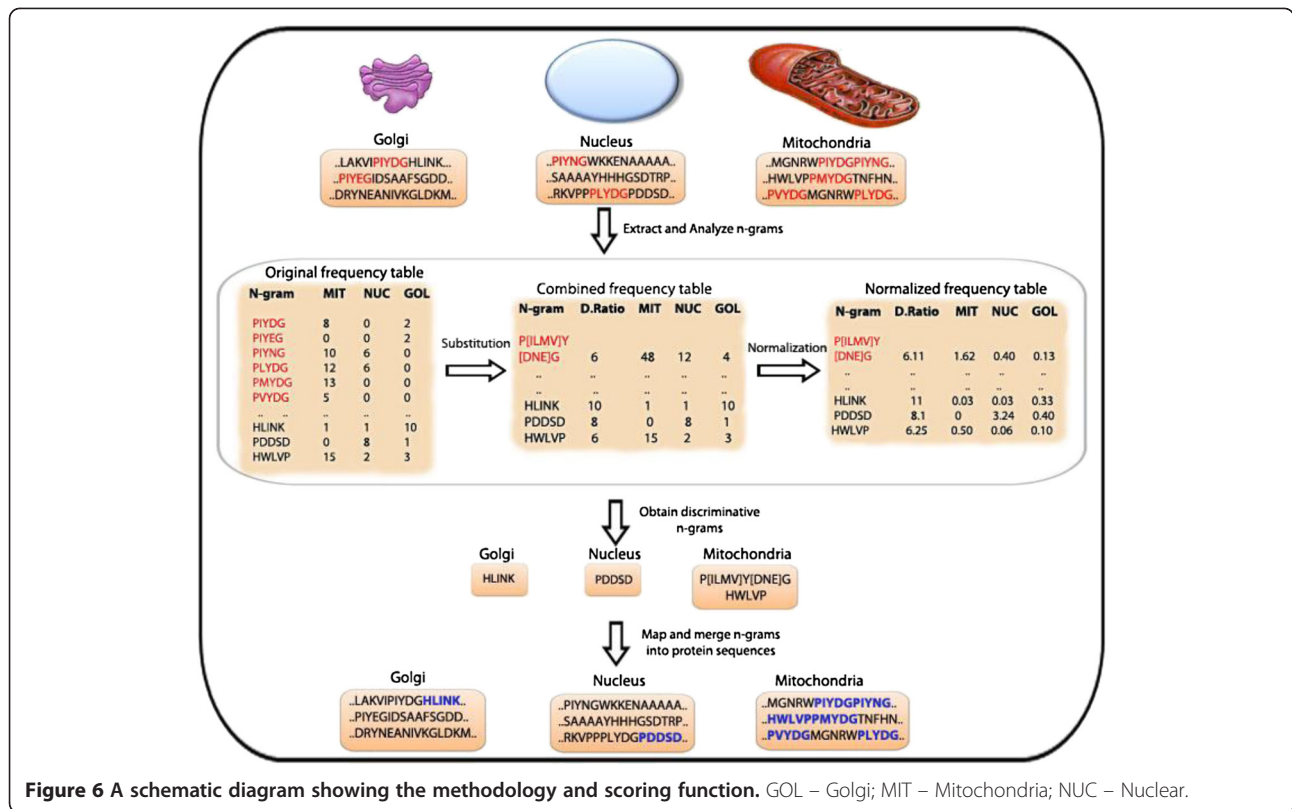 Golgi Nucleus Mitochondria
..LAKVIPIYDGHLINK... ..PIYNGWKKENAAAAA.. ..MGNRWPIYDGPIYNG..
..PIYEGIDSAAFSGDD.. ..SAAAAYHHHGSDTRP.. ..HWLVPPMYDGTNFHN..
..DRYNEANIVKGLDKM.. ..RKVPPPLYDGPDDSD.. ..PVYDGMGNRWPLYDG..
Extract and Analyze n-grams
Original frequency table
N-gram MIT NUC GOL
PIYDG 8 0 2
PIYEG 0 0 2
PIYNG 10 6 0
PLYDG 12 6 0
PMYDG 13 0 0
PVYDG 5 0 0
.. .. .. .. ..
HLINK 1 1 10
PDDSD 0 8 1
HWLVP 15 2 3
Substitution
Combined frequency table
N-gram D.Ratio MIT NUC GOL
P[ILMV]Y
[DNE]G 6 48 12 4
.. .. .. .. ..
.. .. .. .. ..
HLINK 10 1 1 10
PDDSD 8 0 8 1
HWLVP 6 15 2 3
Normalization
Normalized frequency table
N-gram D.Ratio MIT NUC GOL
P[ILMV]Y
[DNE]G 6.11 1.62 0.40 0.13
.. .. .. .. ..
.. .. .. .. ..
HLINK 11 0.03 0.03 0.33
PDDSD 8.1 0 3.24 0.40
HWLVP 6.25 0.50 0.06 0.10
Obtain discriminative
n-grams
Golgi Nucleus Mitochondria
HLINK PDDSD P[ILMV]Y[DNE]G
HWLVP
Map and merge n-grams
into protein sequences
Golgi Nucleus Mitochondria
..LAKVIPIYDGHLINK.. ..PIYNGWKKENAAAAA.. ..MGNRWPIYDGPIYNG..
..PIYEGIDSAAFSGDD.. ..SAAAAYHHHGSDTRP.. ..HWLVPPMYDGTNFHN..
..DRYNEANIVKGLDKM.. ..RKVPPPLYDGPDDSD.. ..PVYDGMGNRWPLYDG..
Figure 6 A schematic diagram showing the methodology and scoring function. GOL – Golgi; MIT – Mitochondria; NUC – Nuclear.